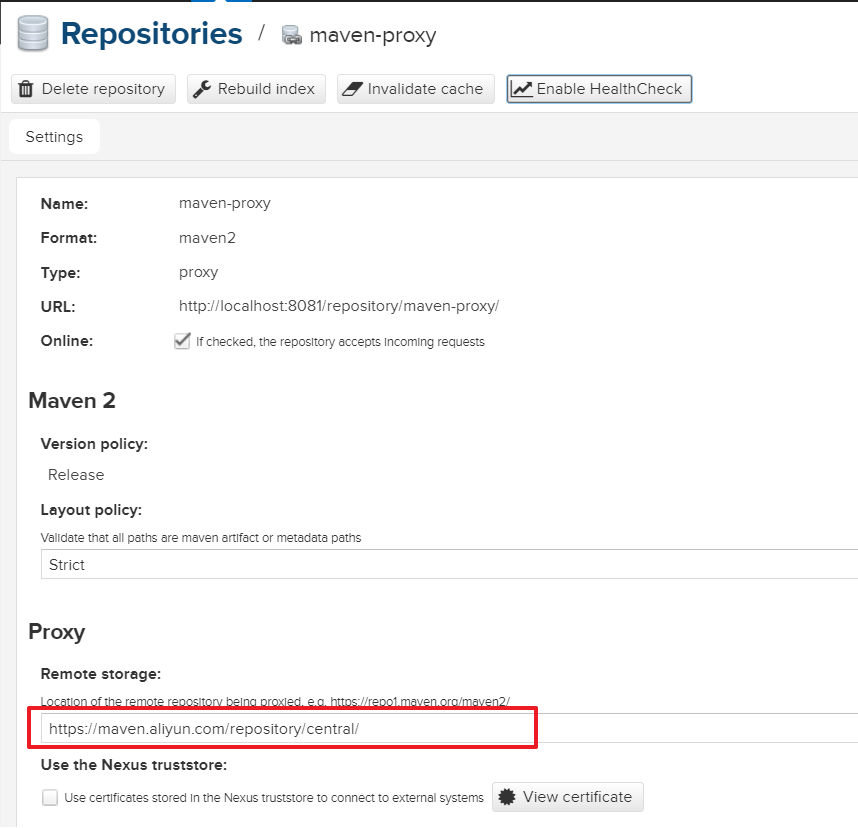 Repositories / maven-proxy
Delete repository Rebuild index Invalidate cache Enable HealthCheck
Settings
Name: maven-proxy
Format: maven2
Type: proxy
URL: http://localhost:8081/repository/maven-proxy/
Online: If checked, the repository accepts incoming requests
Maven 2
Version policy:
Release
Layout policy:
Validate that all paths are maven artifact or metadata paths
Strict
Proxy
Remote storage:
Location of the remote repository being proxied, e.g. https://repo1.maven.org/maven2/
https://maven.aliyun.com/repository/central/
Use the Nexus truststore:
Use certificates stored in the Nexus truststore to connect to external systems View certificate